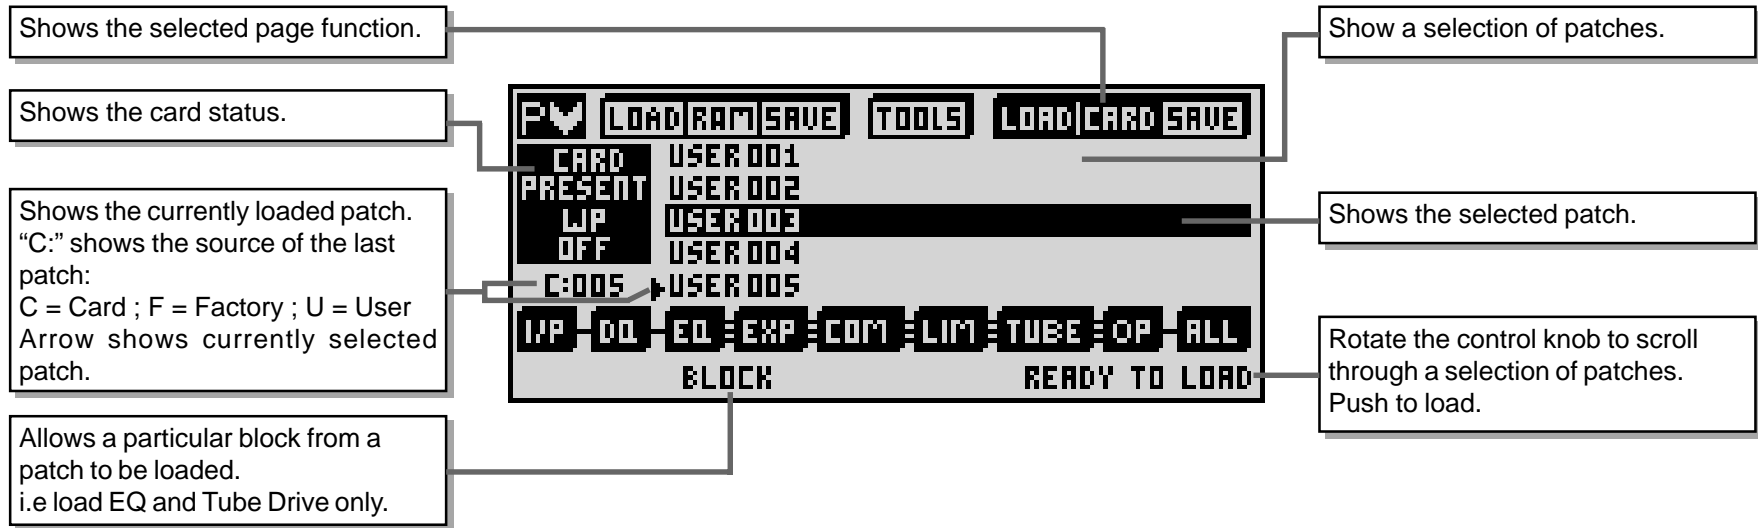 Shows the selected page function.
Show a selection of patches.
Shows the card status.
PV LOAD RAM SAVE TOOLS LOAD CARD SAVE
CARD
PRESENT
WP
OFF
USER 001
USER 002
USER 003
USER 004
C:005 USER 005
Shows the currently loaded patch.
“C:” shows the source of the last
patch:
C = Card ; F = Factory ; U = User
Arrow shows currently selected
patch.
Shows the selected patch.
I/P DQ EQ EXP COM LIM TUBE OP ALL
BLOCK READY TO LOAD
Rotate the control knob to scroll
through a selection of patches.
Push to load.
Allows a particular block from a
patch to be loaded.
i.e load EQ and Tube Drive only.